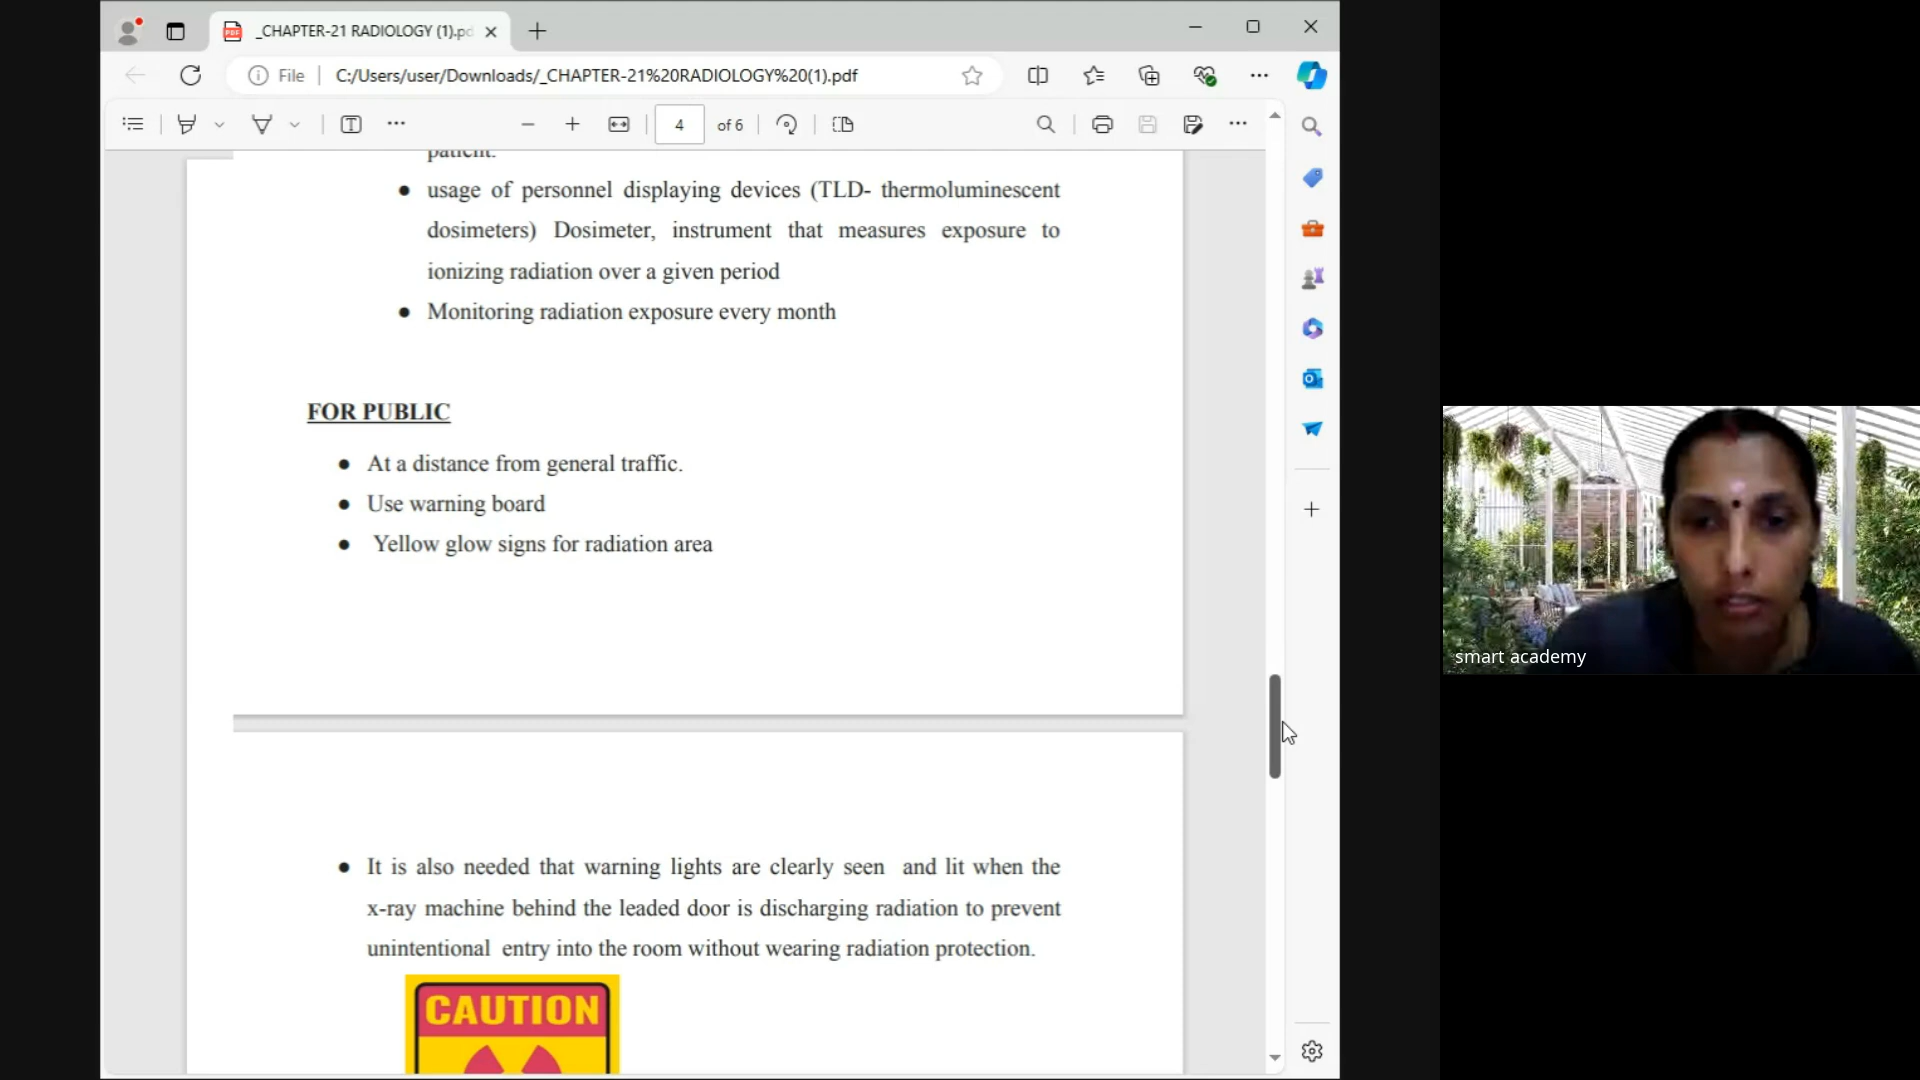 _CHAPTER-21 RADIOLOGY (1).pd
File
C:/Users/user/Downloads/_CHAPTER-21%20RADIOLOGY%20(1).pdf
4 of 6
patient.
● usage of personnel displaying devices (TLD- thermoluminescent
dosimeters) Dosimeter, instrument that measures exposure to
ionizing radiation over a given period
● Monitoring radiation exposure every month
FOR PUBLIC
● At a distance from general traffic.
● Use warning board
● Yellow glow signs for radiation area
● It is also needed that warning lights are clearly seen and lit when the
x-ray machine behind the leaded door is discharging radiation to prevent
unintentional entry into the room without wearing radiation protection.
CAUTION
smart academy